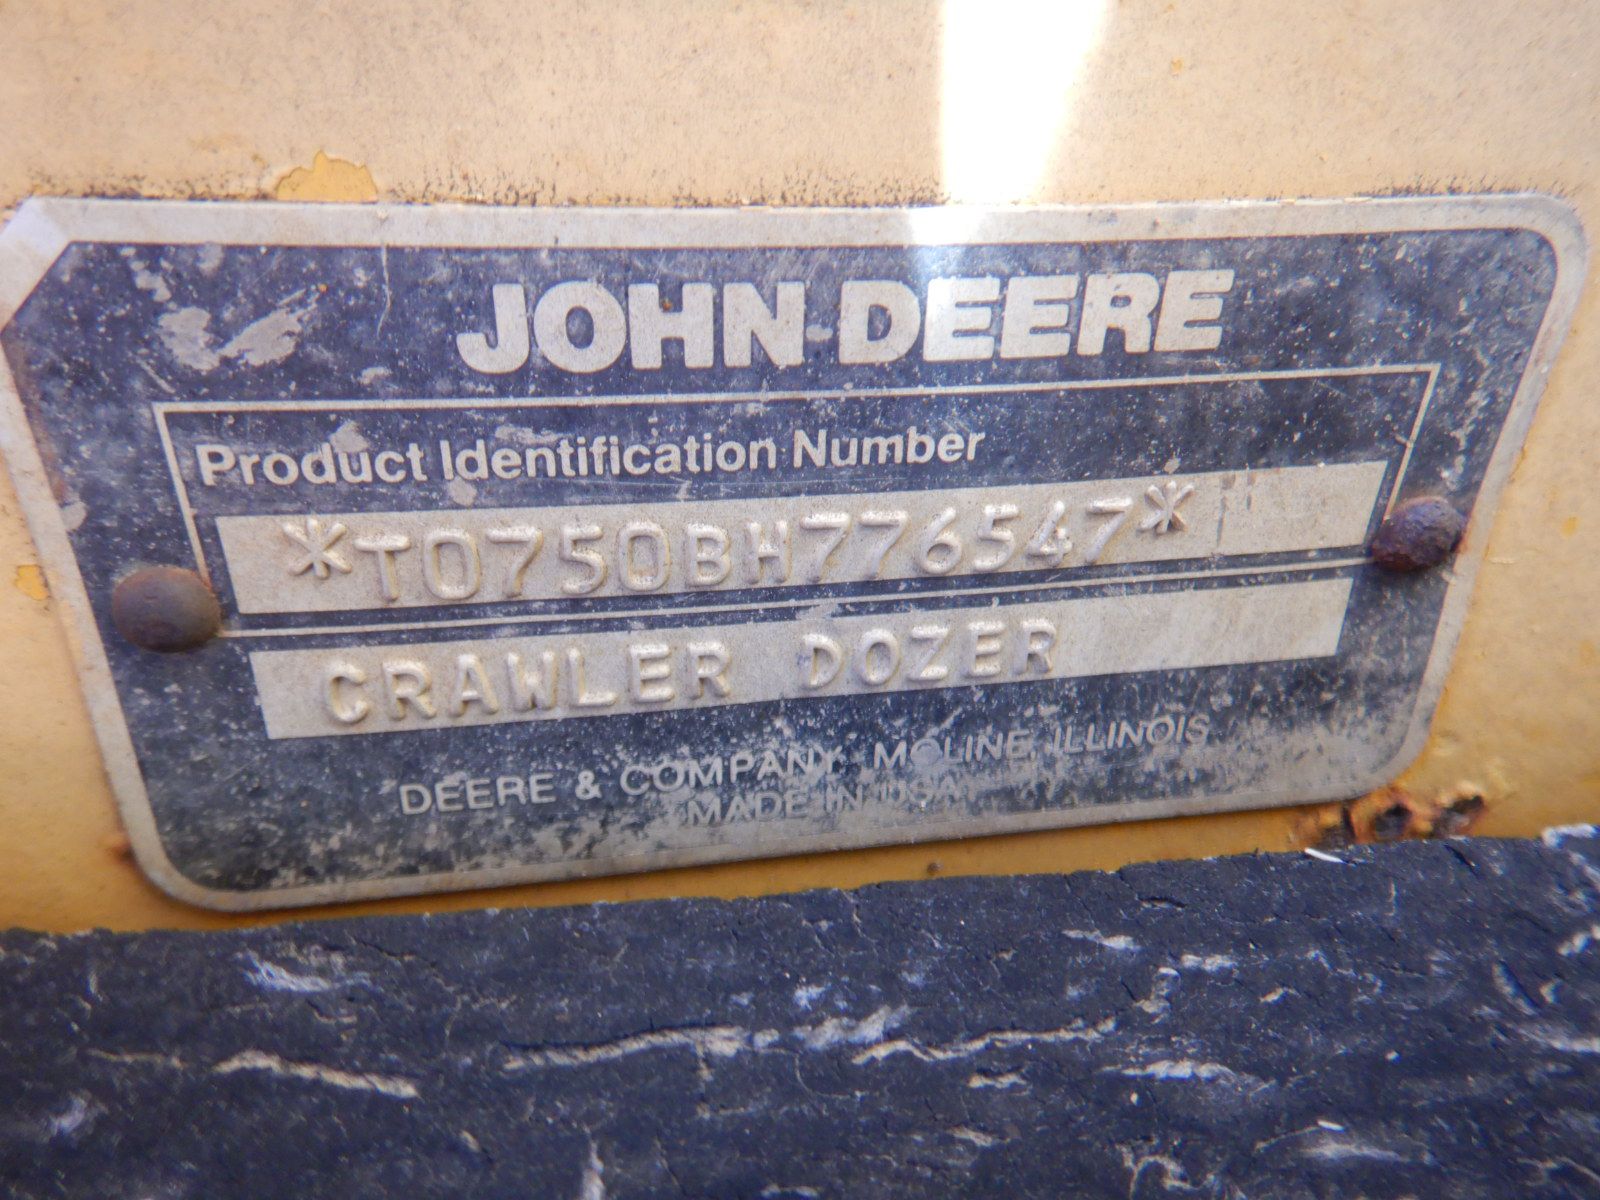 JOHN DEERE
Product Identification Number
*T0750BH776547*
CRAWLER DOZER
DEERE & COMPANY, MOLINE, ILLINOIS
MADE IN USA